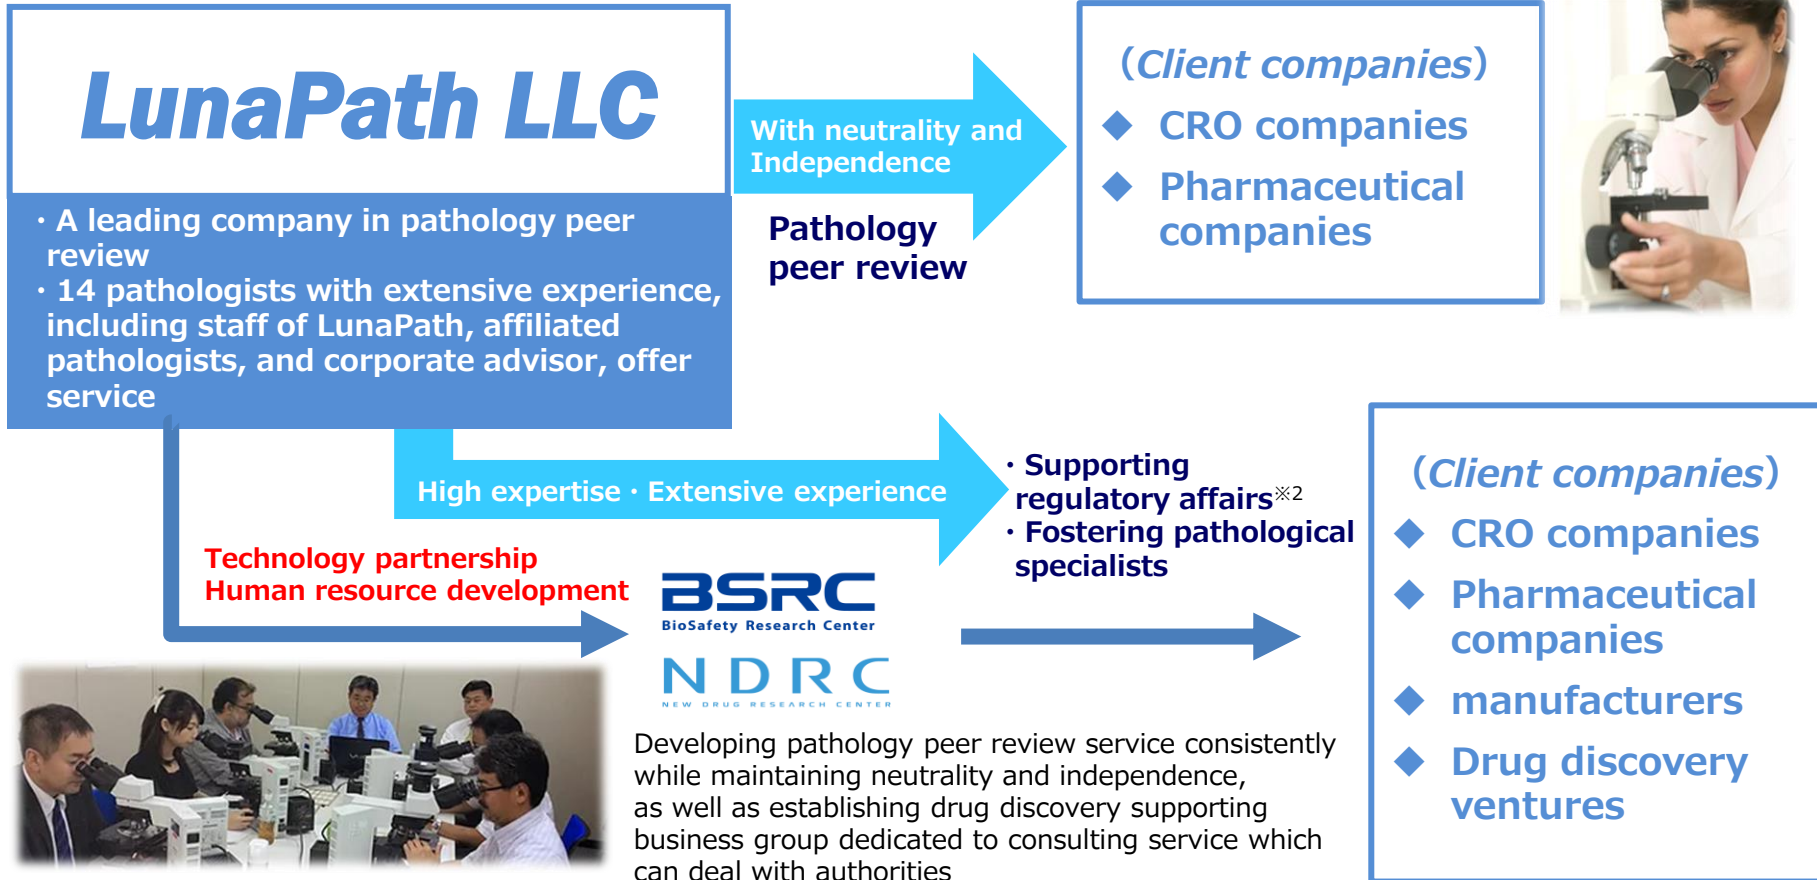 LunaPath LLC
・A leading company in pathology peer
review
・14 pathologists with extensive experience,
including staff of LunaPath, affiliated
pathologists, and corporate advisor, offer
service
With neutrality and
Independence
Pathology
peer review
（Client companies）
◆ CRO companies
◆ Pharmaceutical
companies
High expertise・Extensive experience
・Supporting
regulatory affairs※2
・Fostering pathological
specialists
Technology partnership
Human resource development
BSRC
BioSafety Research Center
NDRC
NEW DRUG RESEARCH CENTER
Developing pathology peer review service consistently
while maintaining neutrality and independence,
as well as establishing drug discovery supporting
business group dedicated to consulting service which
can deal with authorities
（Client companies）
◆ CRO companies
◆ Pharmaceutical
companies
◆ manufacturers
◆ Drug discovery
ventures